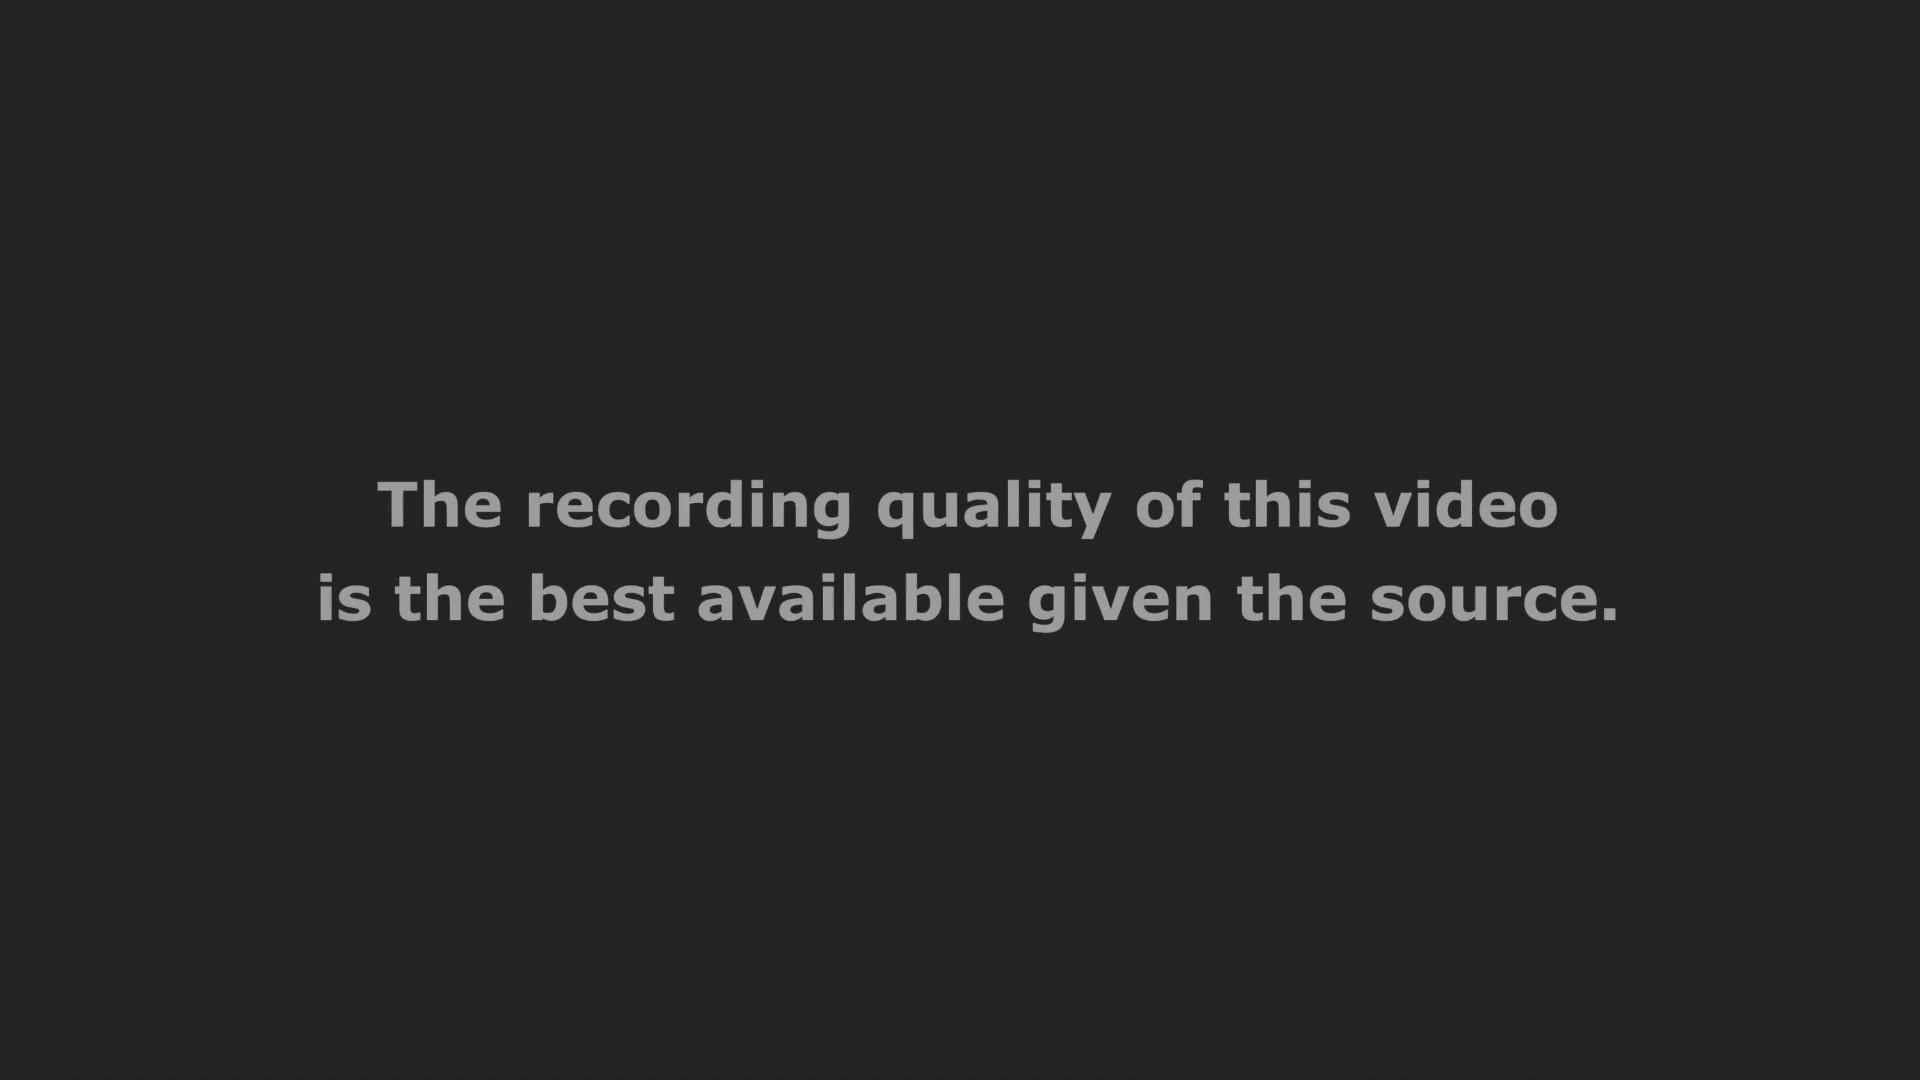 The recording quality of this video
is the best available given the source.